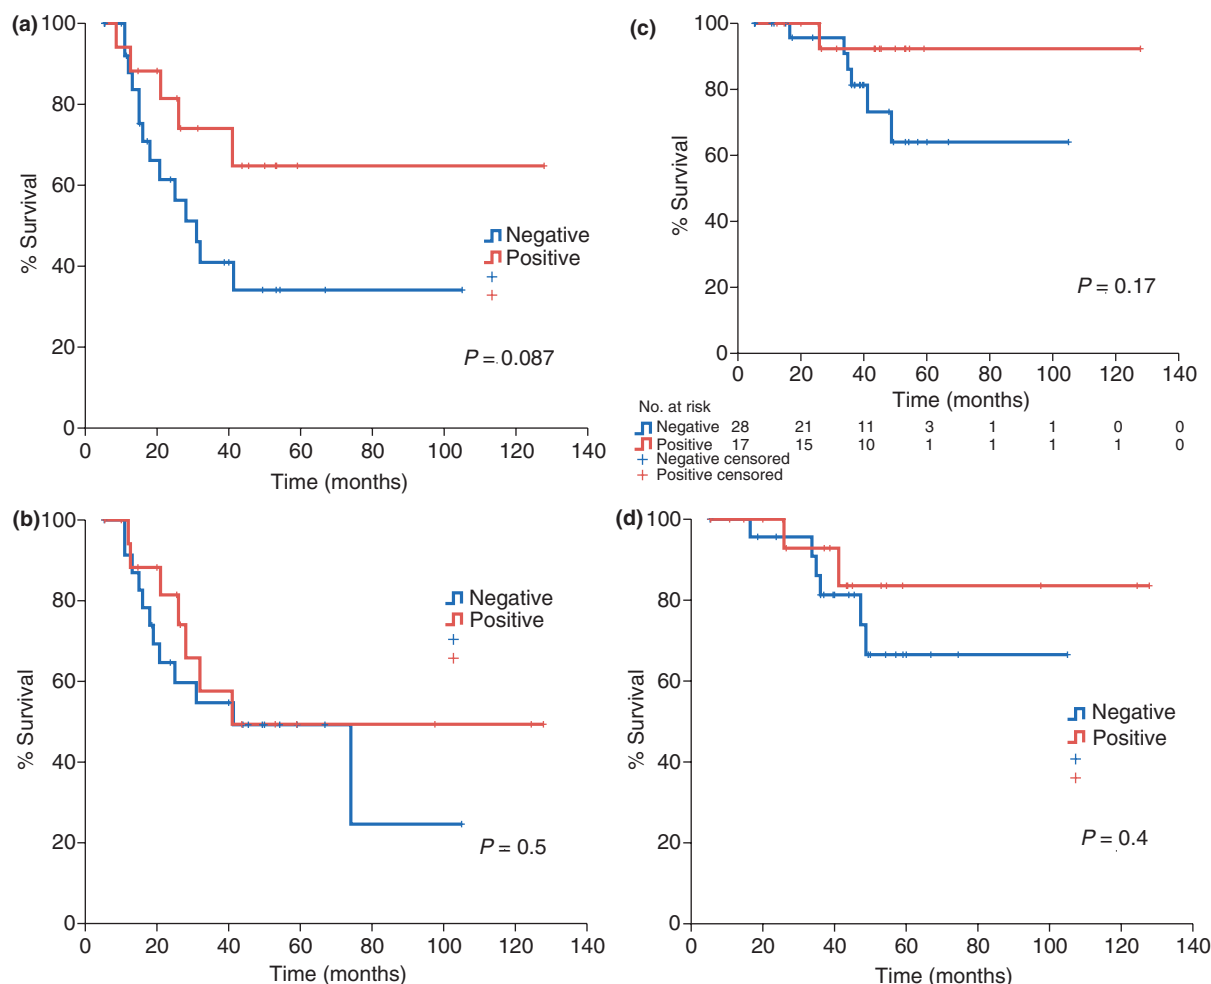 (a)
100
80
60
40
20
0
% Survival
Negative
Positive
P = 0.087
0 20 40 60 80 100 120 140
Time (months)
(c)
100
80
60
40
20
0
% Survival
P = 0.17
0 20 40 60 80 100 120 140
Time (months)
No. at risk
Negative 28 21 11 3 1 1 0 0
Positive 17 15 10 1 1 1 1 0
Negative censored
Positive censored
(b)
100
80
60
40
20
0
% Survival
Negative
Positive
P = 0.5
0 20 40 60 80 100 120 140
Time (months)
(d)
100
80
60
40
20
0
% Survival
Negative
Positive
P = 0.4
0 20 40 60 80 100 120 140
Time (months)